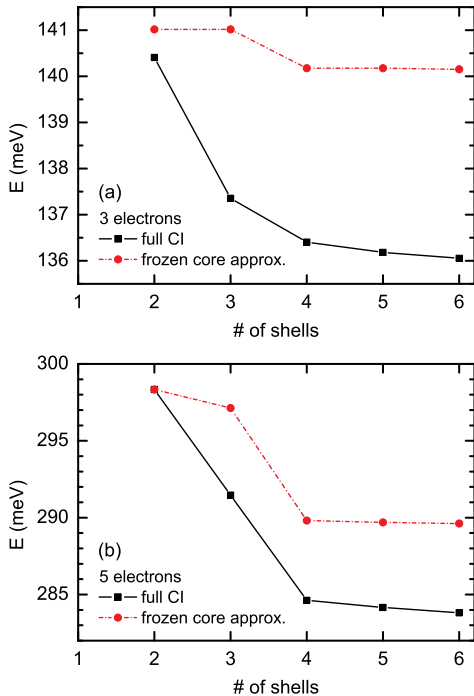 141
140
139
138
137
136
E (meV)
(a)
3 electrons
full CI
frozen core approx.
1 2 3 4 5 6
# of shells
300
295
290
285
E (meV)
(b)
5 electrons
full CI
frozen core approx.
1 2 3 4 5 6
# of shells